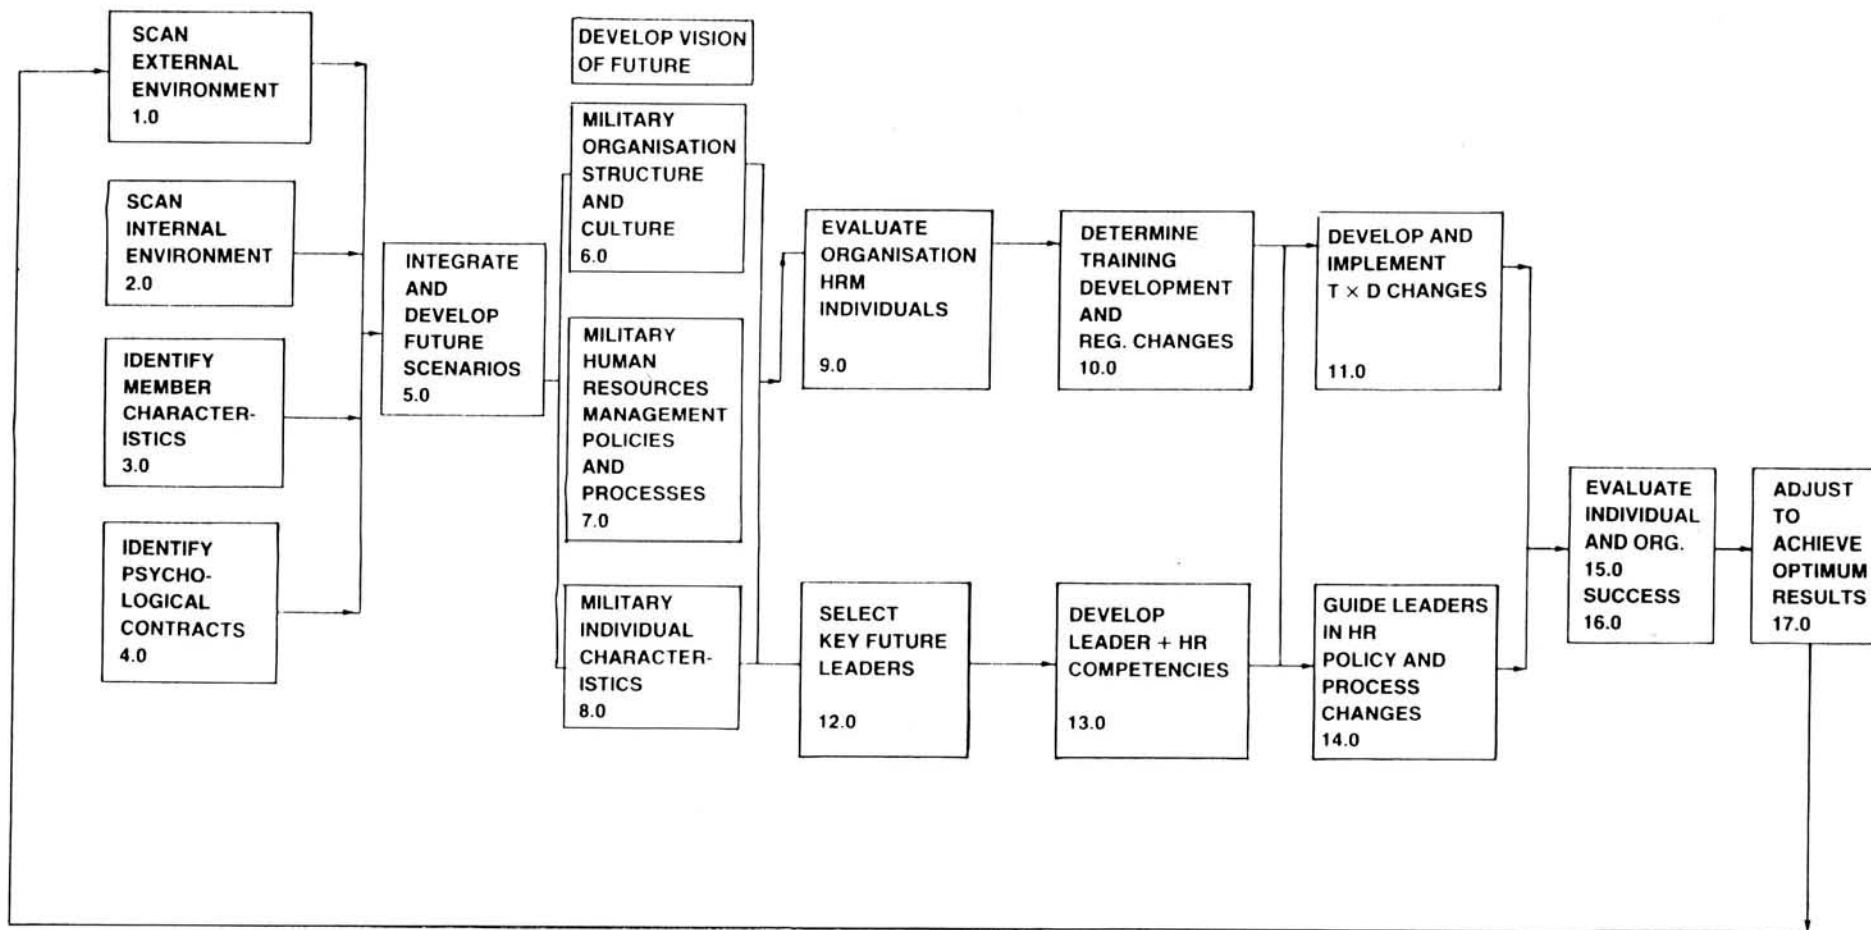 SCAN
EXTERNAL
ENVIRONMENT
1.0
SCAN
INTERNAL
ENVIRONMENT
2.0
IDENTIFY
MEMBER
CHARACTER-
ISTICS
3.0
IDENTIFY
PSYCHO-
LOGICAL
CONTRACTS
4.0
INTEGRATE
AND
DEVELOP
FUTURE
SCENARIOS
5.0
DEVELOP VISION
OF FUTURE
MILITARY
ORGANISATION
STRUCTURE
AND
CULTURE
6.0
MILITARY
HUMAN
RESOURCES
MANAGEMENT
POLICIES
AND
PROCESSES
7.0
MILITARY
INDIVIDUAL
CHARACTER-
ISTICS
8.0
EVALUATE
ORGANISATION
HRM
INDIVIDUALS
9.0
DETERMINE
TRAINING
DEVELOPMENT
AND
REG. CHANGES
10.0
DEVELOP AND
IMPLEMENT
T × D CHANGES
11.0
SELECT
KEY FUTURE
LEADERS
12.0
DEVELOP
LEADER + HR
COMPETENCIES
13.0
GUIDE LEADERS
IN HR
POLICY AND
PROCESS
CHANGES
14.0
EVALUATE
INDIVIDUAL
AND ORG.
15.0
SUCCESS
16.0
ADJUST
TO
ACHIEVE
OPTIMUM
RESULTS
17.0